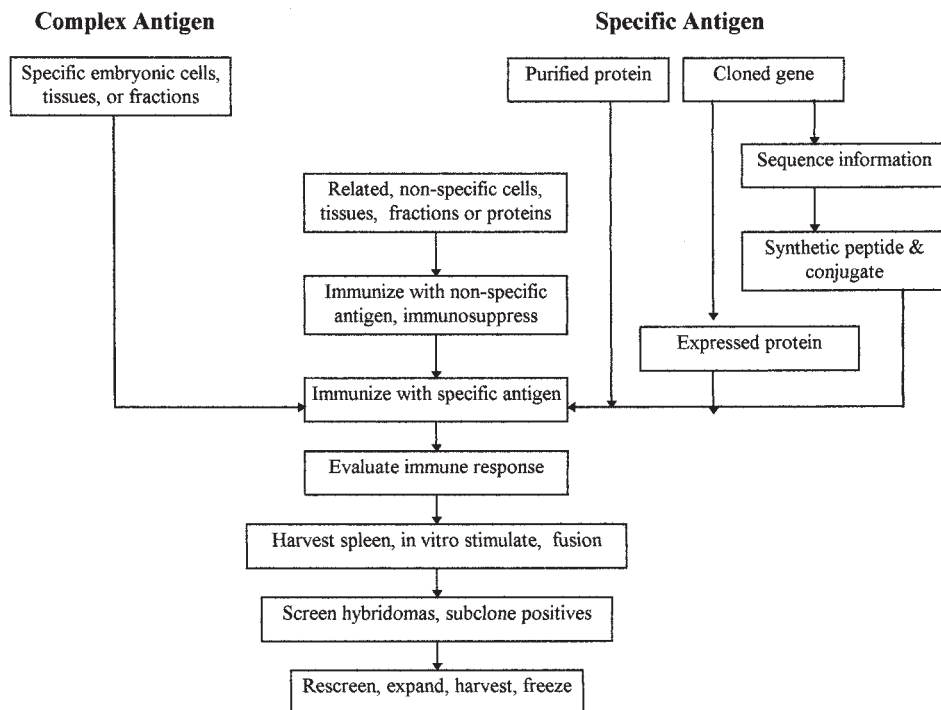 Complex Antigen
Specific Antigen
Specific embryonic cells,
tissues, or fractions
Purified protein
Cloned gene
Sequence information
Related, non-specific cells,
tissues, fractions or proteins
Synthetic peptide &
conjugate
Immunize with non-specific
antigen, immunosuppress
Expressed protein
Immunize with specific antigen
Evaluate immune response
Harvest spleen, in vitro stimulate, fusion
Screen hybridomas, subclone positives
Rescreen, expand, harvest, freeze